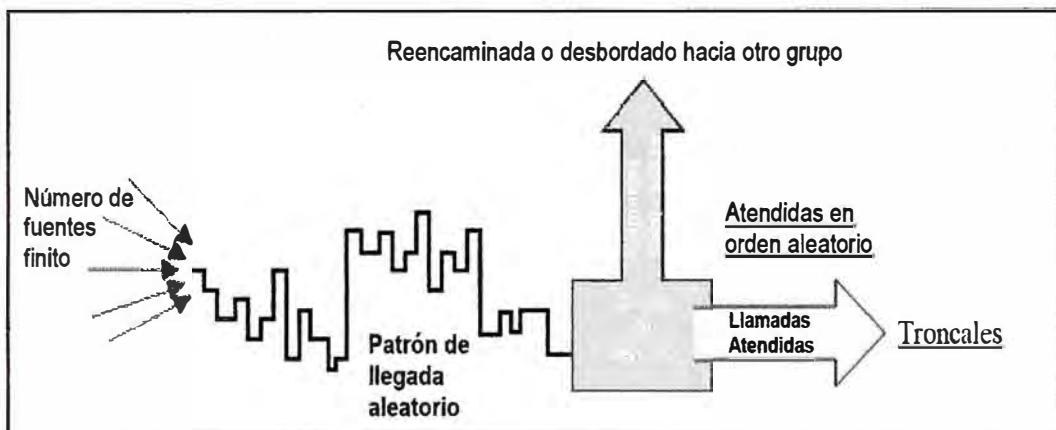 Reencaminada o desbordado hacia otro grupo
Número de
fuentes
finito
Atendidas en
orden aleatorio
Patrón de
llegada
aleatorio
Llamadas
Atendidas
Troncales